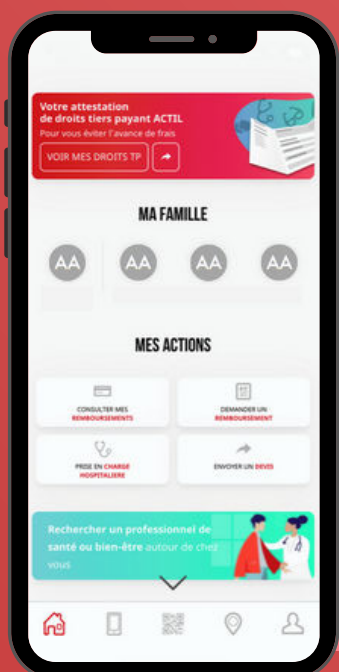 Votre attestation
de droits tiers payant ACTIL
Pour vous éviter l'avance de frais
VOIR MES DROITS TP
MA FAMILLE
AA AA AA AA
MES ACTIONS
CONSULTER MES
REMBOURSEMENTS
DEMANDER UN
REMBOURSEMENT
PRISE EN CHARGE
HOSPITALIERE
ENVOYER UN DEVIS
Rechercher un professionnel de
santé ou bien-être autour de chez
vous